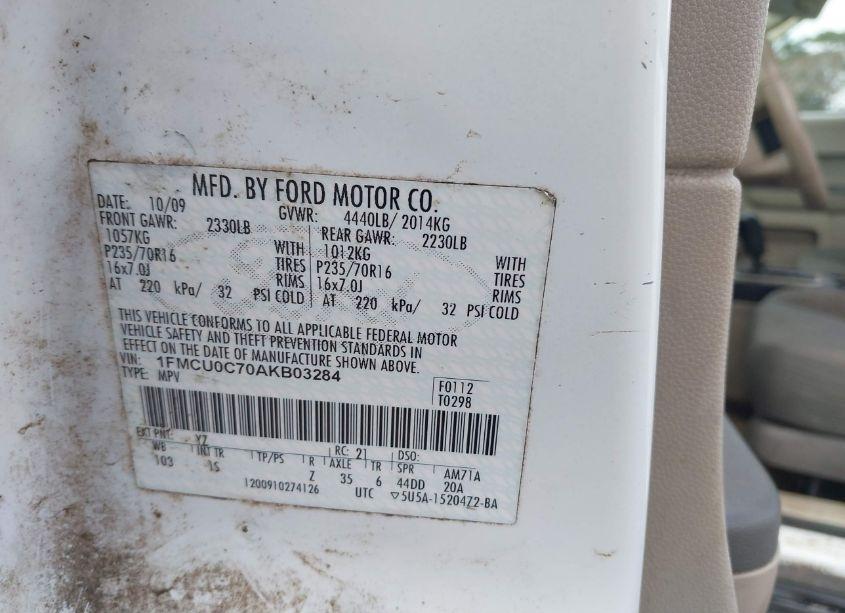 MFD. BY FORD MOTOR CO.
DATE: 10/09 GVWR: 4440LB/ 2014KG
FRONT GAWR: 2330LB REAR GAWR: 2230LB
1057KG WITH 1012KG WITH
P235/70R16 TIRES P235/70R16 TIRES
16x7.0J RIMS 16x7.0J RIMS
AT 220 kPa/ 32 PSI COLD AT 220 kPa/ 32 PSI COLD
THIS VEHICLE CONFORMS TO ALL APPLICABLE FEDERAL MOTOR
VEHICLE SAFETY AND THEFT PREVENTION STANDARDS IN
EFFECT ON THE DATE OF MANUFACTURE SHOWN ABOVE.
VIN: 1FMCU0C70AKB03284
TYPE: MPV
F0112
T0298
EXT PNT: YZ RC: 21 DSO:
WB INT TR TP/PS R AXLE TR SPR AM71A
103 1S Z 35 6 44DD 20A
1200910274126 UTC ▽5U5A-1520472-BA